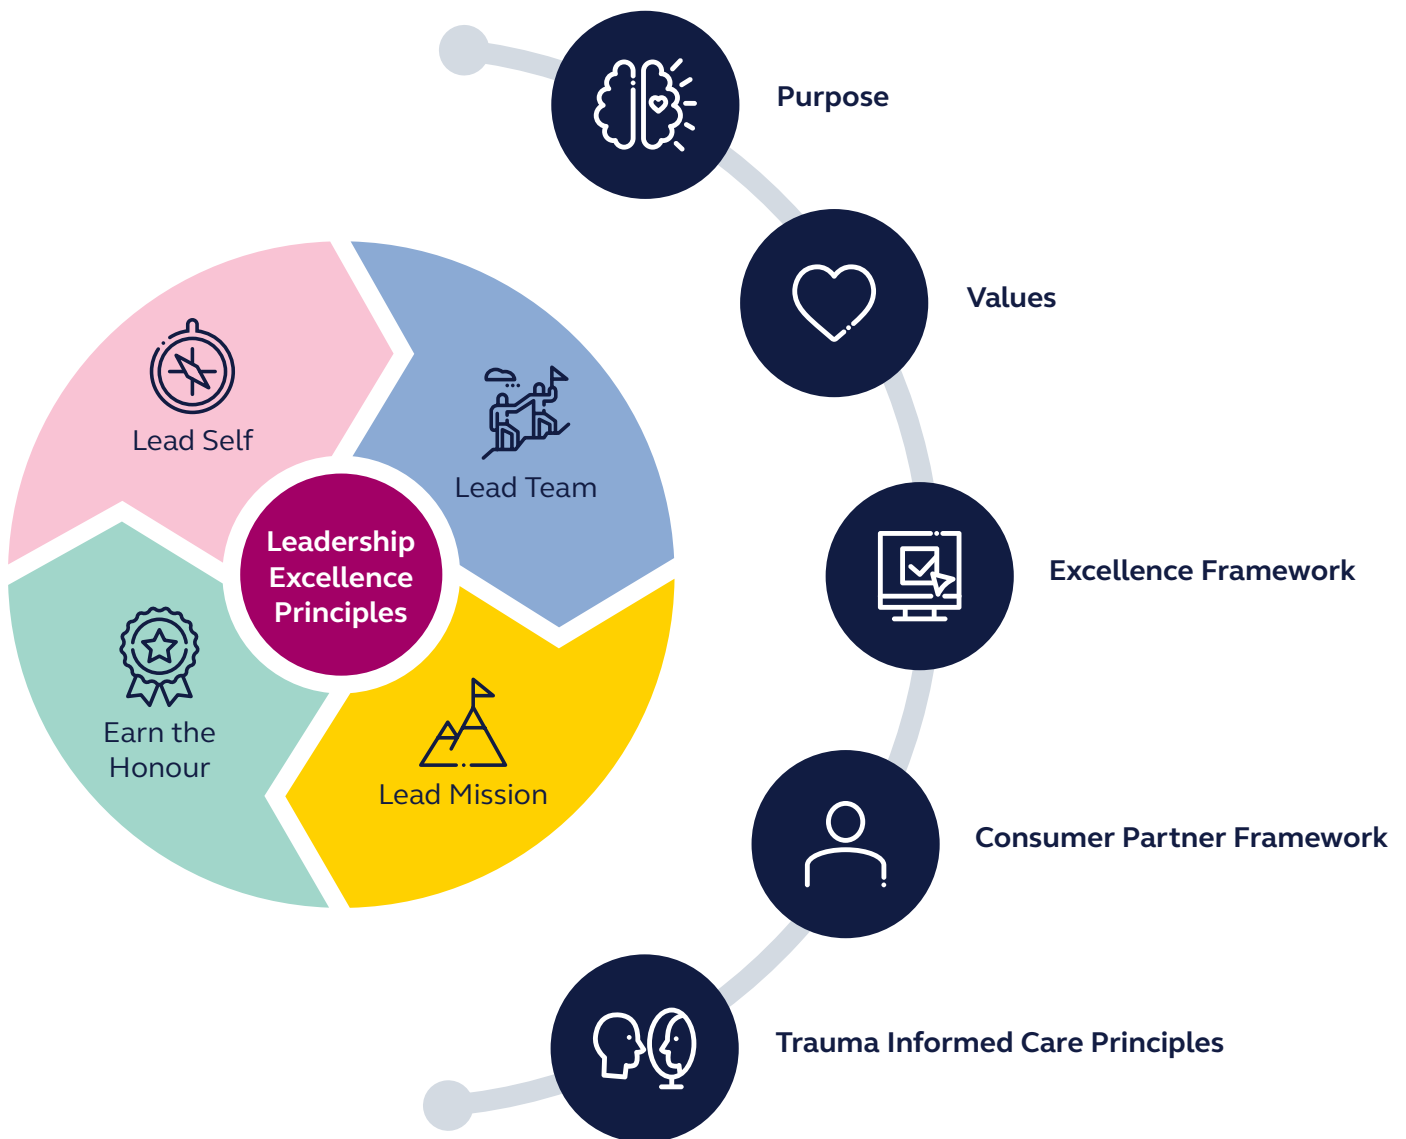 Purpose
Values
Lead Self
Lead Team
Leadership
Excellence
Principles
Excellence Framework
Earn the
Honour
Lead Mission
Consumer Partner Framework
Trauma Informed Care Principles